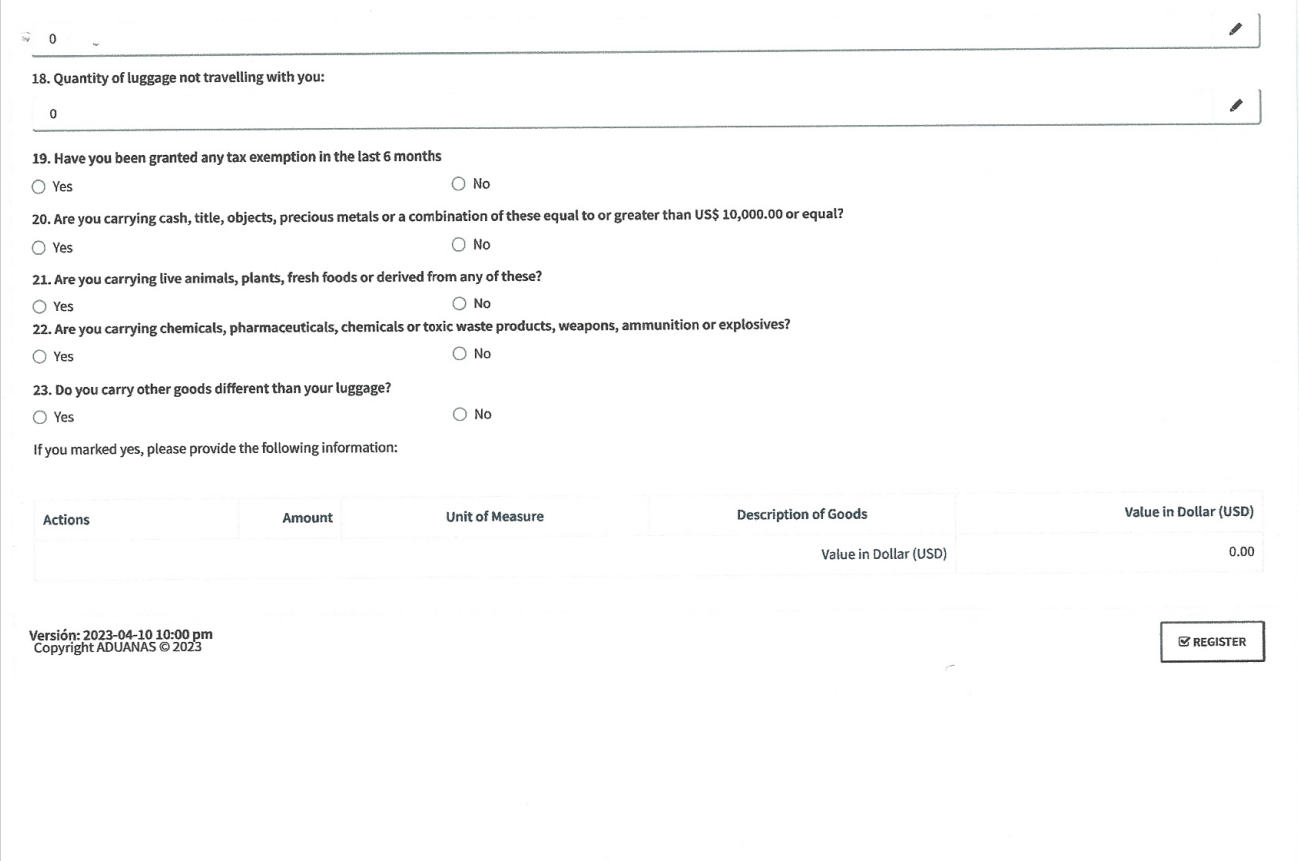 0
18. Quantity of luggage not travelling with you:
0
19. Have you been granted any tax exemption in the last 6 months
Yes No
20. Are you carrying cash, title, objects, precious metals or a combination of these equal to or greater than US$ 10,000.00 or equal?
Yes No
21. Are you carrying live animals, plants, fresh foods or derived from any of these?
Yes No
22. Are you carrying chemicals, pharmaceuticals, chemicals or toxic waste products, weapons, ammunition or explosives?
Yes No
23. Do you carry other goods different than your luggage?
Yes No
If you marked yes, please provide the following information:
Actions Amount Unit of Measure Description of Goods Value in Dollar (USD)
Value in Dollar (USD) 0.00
Versión: 2023-04-10 10:00 pm
Copyright ADUANAS © 2023
REGISTER